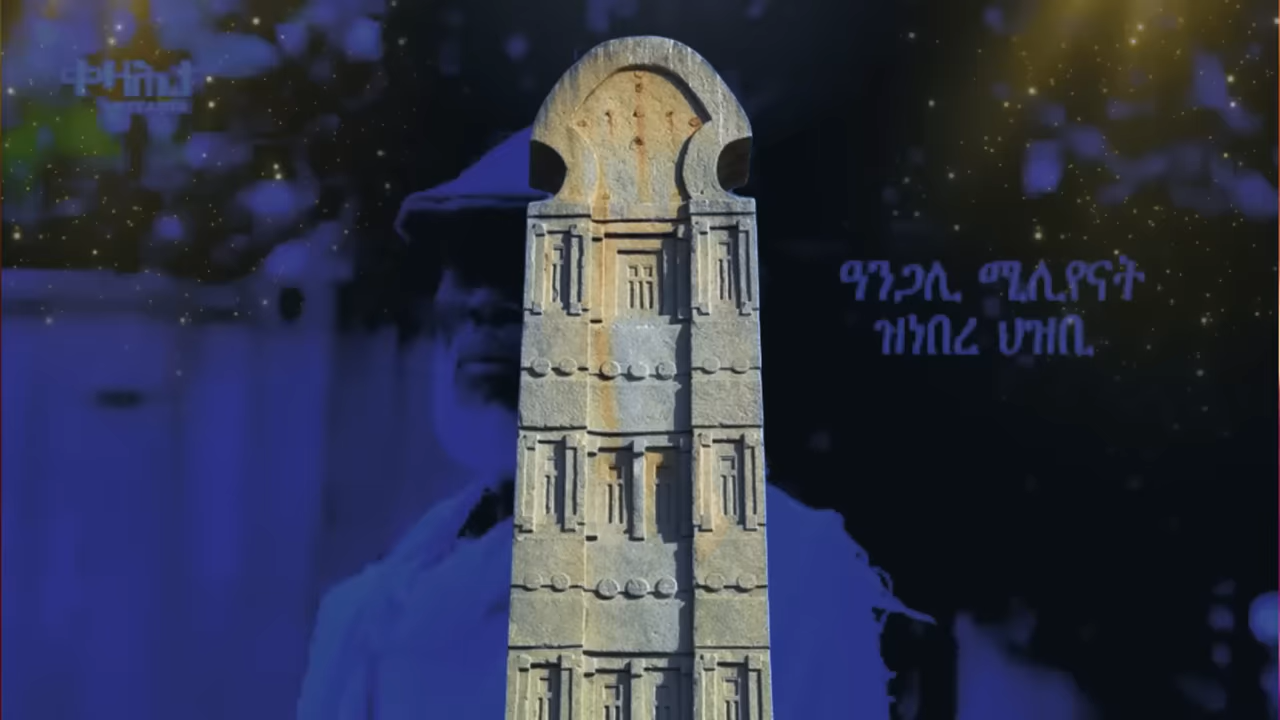 ዓንጋሊ ሚሊየናት
ዝነበረ ህዝቢ